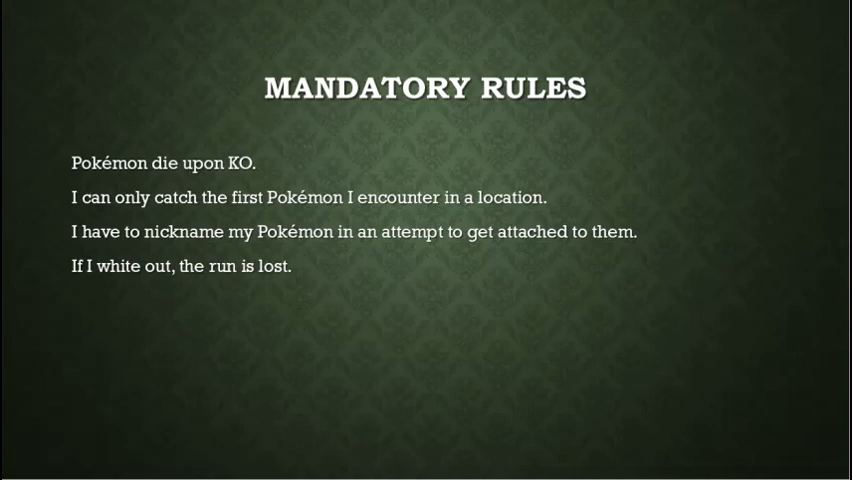 MANDATORY RULES
Pokémon die upon KO.
I can only catch the first Pokémon I encounter in a location.
I have to nickname my Pokémon in an attempt to get attached to them.
If I white out, the run is lost.